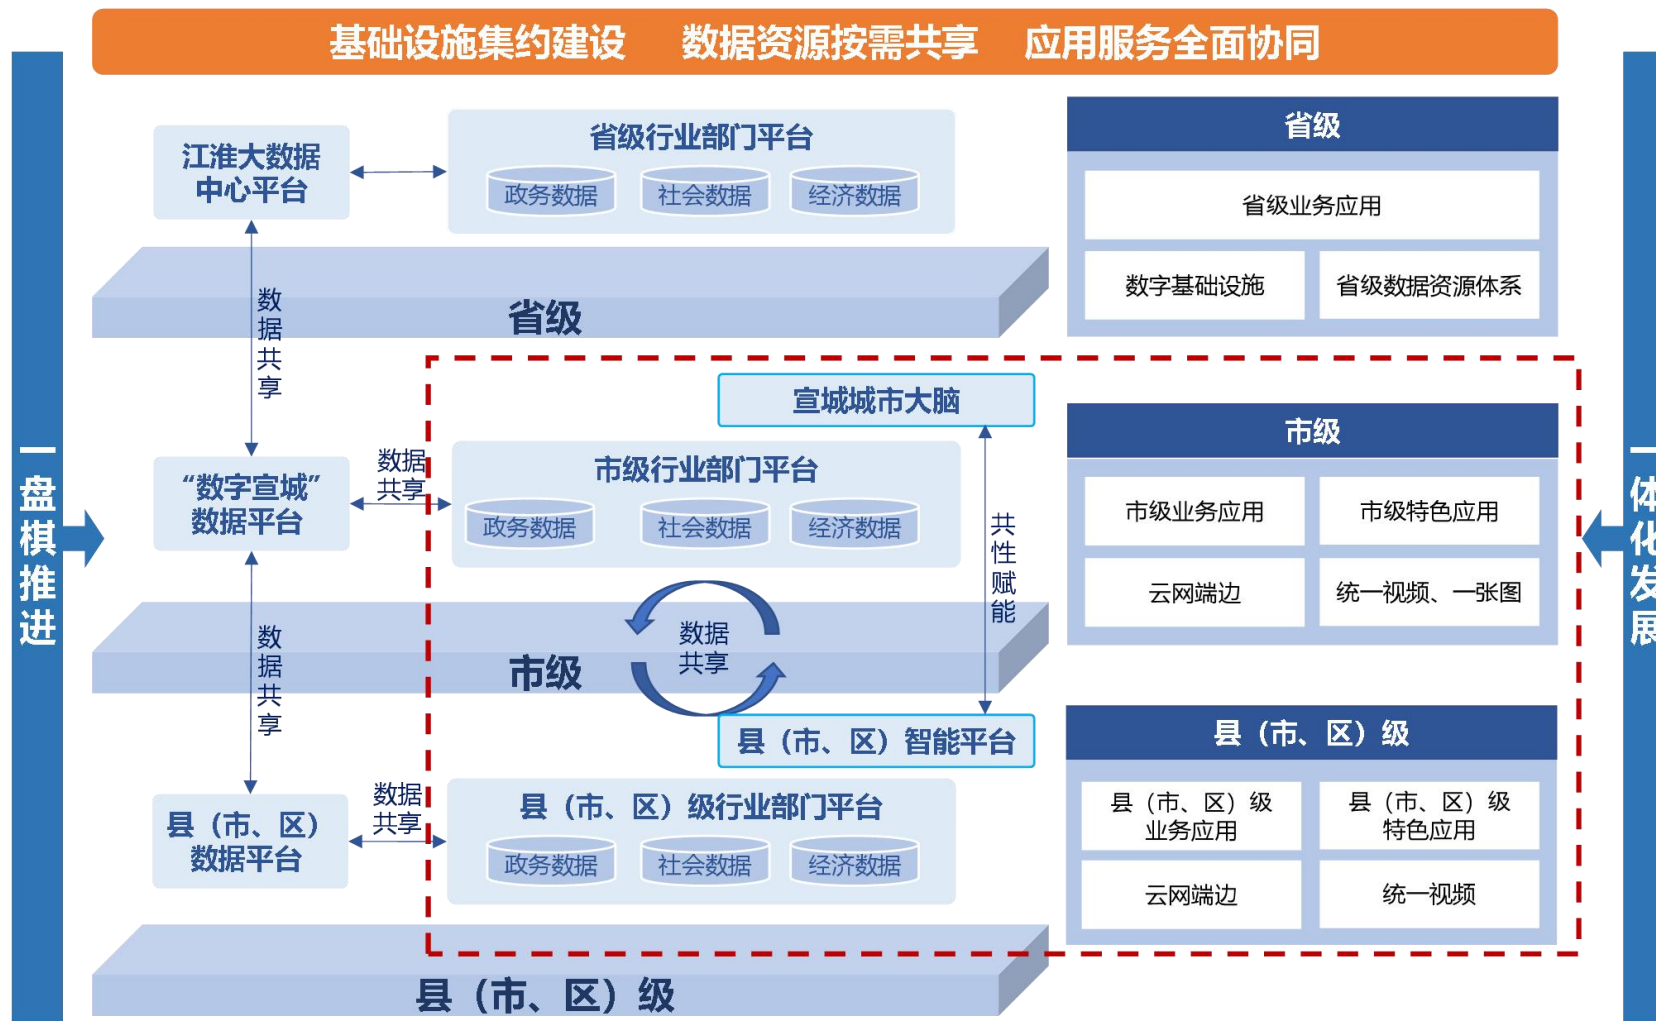 基础设施集约建设 数据资源按需共享 应用服务全面协同
一盘棋推进
江淮大数据
中心平台
省级行业部门平台
政务数据 社会数据 经济数据
数据共享
省级
省级
省级业务应用
数字基础设施 省级数据资源体系
宣城城市大脑
“数字宣城”
数据平台
数据
共享
市级行业部门平台
政务数据 社会数据 经济数据
共性赋能
数据共享
数据
共享
市级
县（市、区）智能平台
市级
市级业务应用 市级特色应用
云网端边 统一视频、一张图
县（市、区）
数据平台
数据
共享
县（市、区）级行业部门平台
政务数据 社会数据 经济数据
县（市、区）级
县（市、区）级
县（市、区）级
业务应用
县（市、区）级
特色应用
云网端边 统一视频
一体化发展